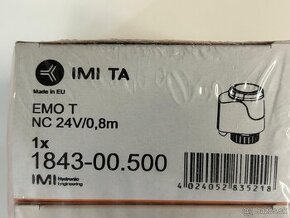 IMI TA
Made in EU
EMO T
NC 24V/0,8m
1x
1843-00.500
IMI Hydronic
Engineering
4 024052 835218